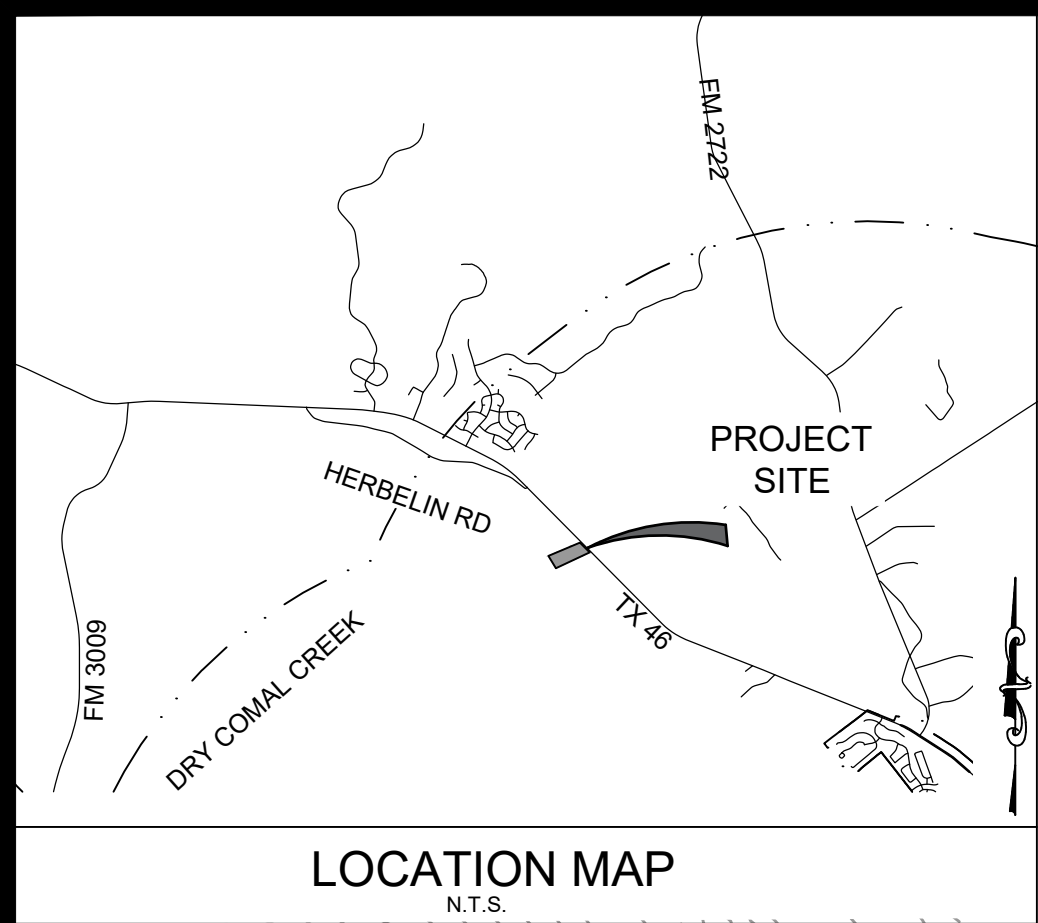 FM 2722
PROJECT
SITE
HERBELIN RD
TX 46
FM 3009
DRY COMAL CREEK
LOCATION MAP
N.T.S.